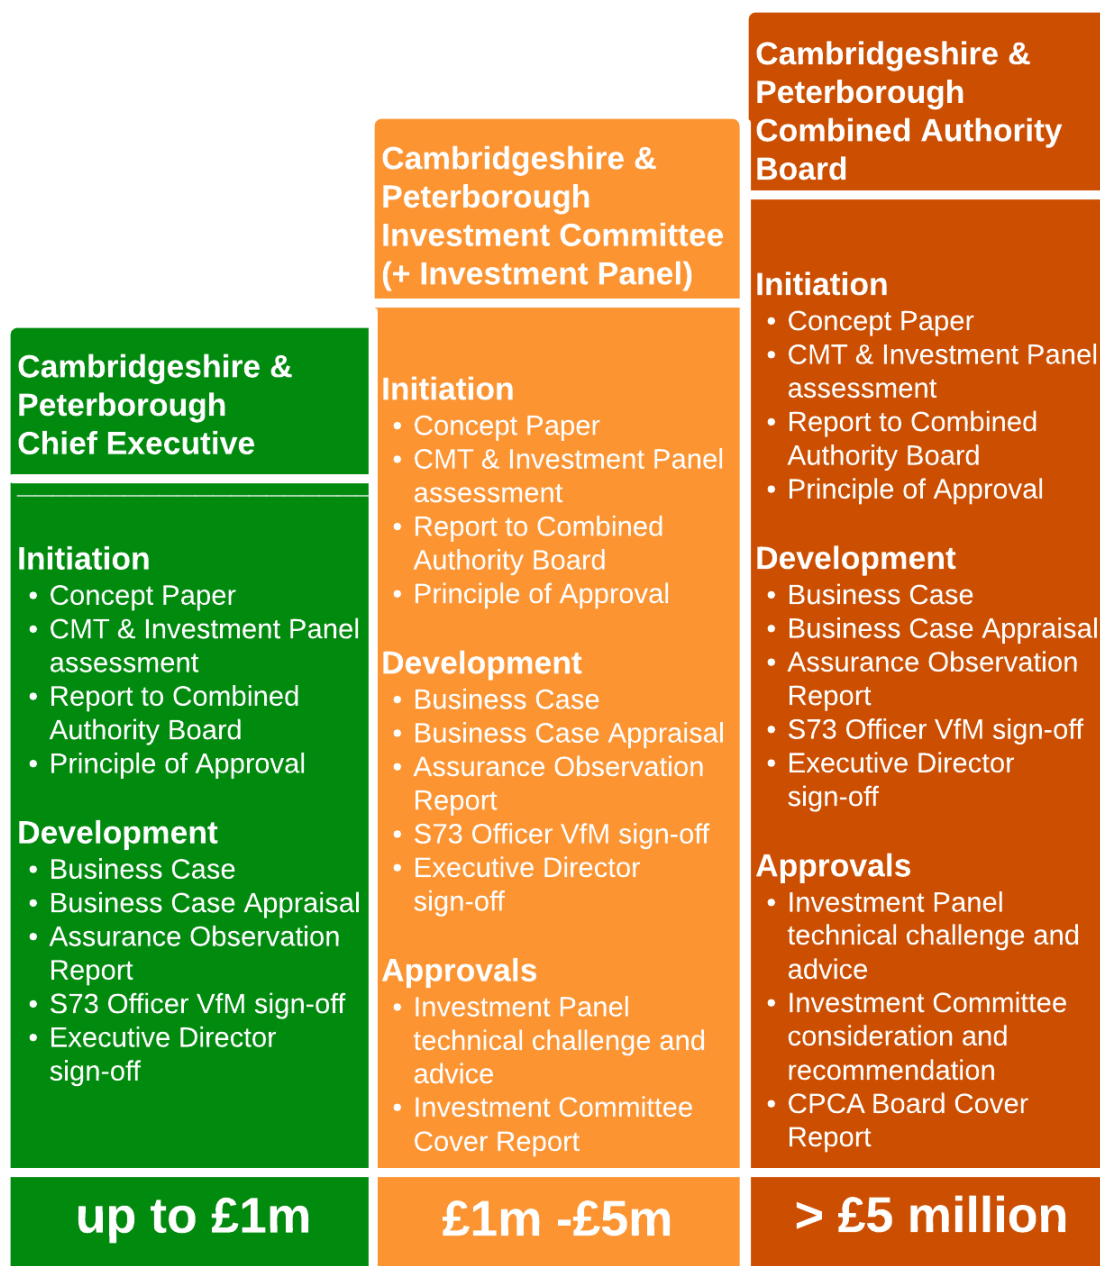 Cambridgeshire &
Peterborough
Chief Executive
Initiation
• Concept Paper
• CMT & Investment Panel
assessment
• Report to Combined
Authority Board
• Principle of Approval
Development
• Business Case
• Business Case Appraisal
• Assurance Observation
Report
• S73 Officer VfM sign-off
• Executive Director
sign-off
up to £1m
Cambridgeshire &
Peterborough
Investment Committee
(+ Investment Panel)
Initiation
• Concept Paper
• CMT & Investment Panel
assessment
• Report to Combined
Authority Board
• Principle of Approval
Development
• Business Case
• Business Case Appraisal
• Assurance Observation
Report
• S73 Officer VfM sign-off
• Executive Director
sign-off
Approvals
• Investment Panel
technical challenge and
advice
• Investment Committee
Cover Report
£1m -£5m
Cambridgeshire &
Peterborough
Combined Authority
Board
Initiation
• Concept Paper
• CMT & Investment Panel
assessment
• Report to Combined
Authority Board
• Principle of Approval
Development
• Business Case
• Business Case Appraisal
• Assurance Observation
Report
• S73 Officer VfM sign-off
• Executive Director
sign-off
Approvals
• Investment Panel
technical challenge and
advice
• Investment Committee
consideration and
recommendation
• CPCA Board Cover
Report
> £5 million